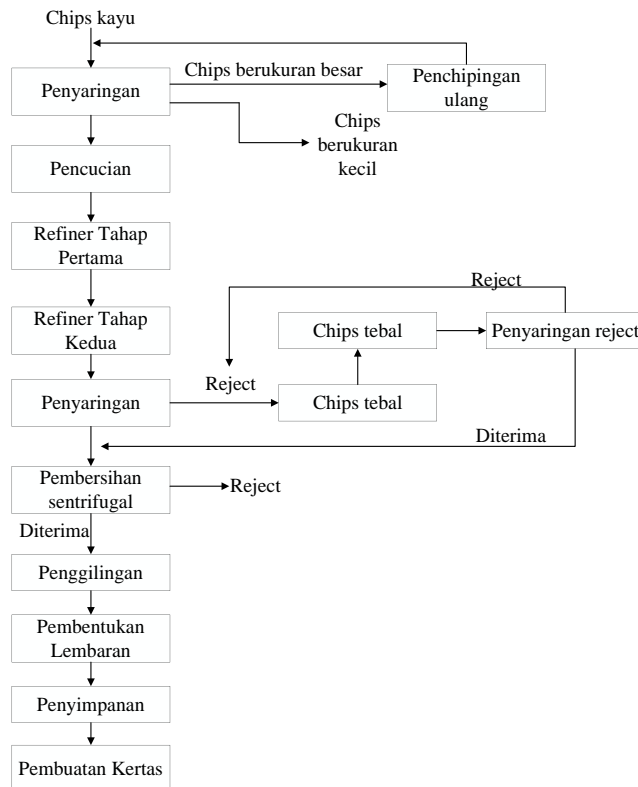 Chips kayu
Penyaringan
Chips berukuran besar
Penchipingan
ulang
Chips
berukuran
kecil
Pencucian
Refiner Tahap
Pertama
Refiner Tahap
Kedua
Reject
Chips tebal
Penyaringan reject
Penyaringan
Reject
Chips tebal
Diterima
Pembersihan
sentrifugal
Reject
Diterima
Penggilingan
Pembentukan
Lembaran
Penyimpanan
Pembuatan Kertas